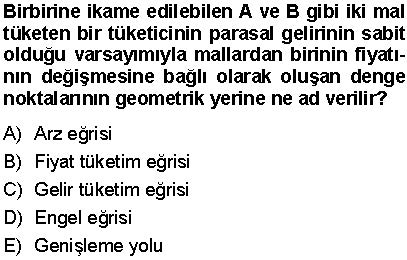 Birbirine ikame edilebilen A ve B gibi iki mal
tüketen bir tüketicinin parasal gelirinin sabit
olduğu varsayımıyla mallardan birinin fiyatı-
nın değişmesine bağlı olarak oluşan denge
noktalarının geometrik yerine ne ad verilir?
A) Arz eğrisi
B) Fiyat tüketim eğrisi
C) Gelir tüketim eğrisi
D) Engel eğrisi
E) Genişleme yolu